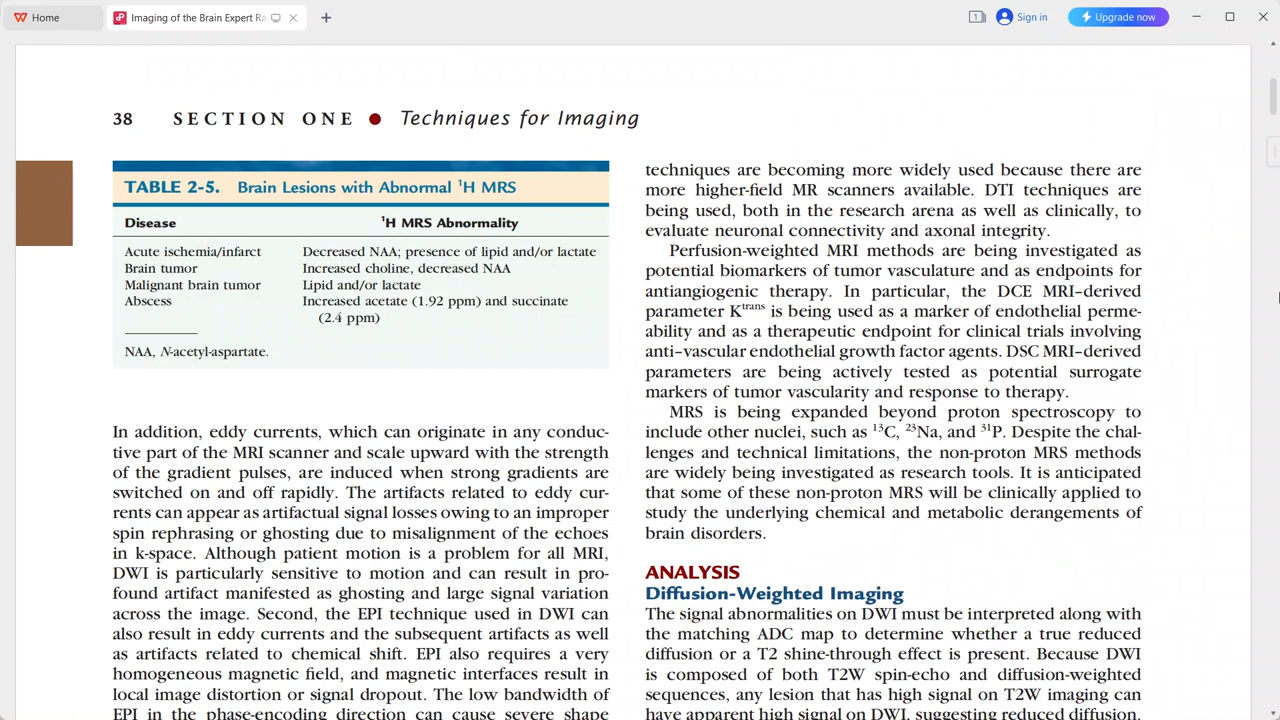 Home
Imaging of the Brain Expert Ra
1
Sign in
Upgrade now
38 SECTION ONE ● Techniques for Imaging
TABLE 2-5. Brain Lesions with Abnormal ¹H MRS
Disease ¹H MRS Abnormality
Acute ischemia/infarct Decreased NAA; presence of lipid and/or lactate
Brain tumor Increased choline, decreased NAA
Malignant brain tumor Lipid and/or lactate
Abscess Increased acetate (1.92 ppm) and succinate
(2.4 ppm)
NAA, N-acetyl-aspartate.
In addition, eddy currents, which can originate in any conduc-
tive part of the MRI scanner and scale upward with the strength
of the gradient pulses, are induced when strong gradients are
switched on and off rapidly. The artifacts related to eddy cur-
rents can appear as artifactual signal losses owing to an improper
spin rephrasing or ghosting due to misalignment of the echoes
in k-space. Although patient motion is a problem for all MRI,
DWI is particularly sensitive to motion and can result in pro-
found artifact manifested as ghosting and large signal variation
across the image. Second, the EPI technique used in DWI can
also result in eddy currents and the subsequent artifacts as well
as artifacts related to chemical shift. EPI also requires a very
homogeneous magnetic field, and magnetic interfaces result in
local image distortion or signal dropout. The low bandwidth of
EPI in the phase-encoding direction can cause severe shape
techniques are becoming more widely used because there are
more higher-field MR scanners available. DTI techniques are
being used, both in the research arena as well as clinically, to
evaluate neuronal connectivity and axonal integrity.
Perfusion-weighted MRI methods are being investigated as
potential biomarkers of tumor vasculature and as endpoints for
antiangiogenic therapy. In particular, the DCE MRI–derived
parameter Ktrans is being used as a marker of endothelial perme-
ability and as a therapeutic endpoint for clinical trials involving
anti–vascular endothelial growth factor agents. DSC MRI–derived
parameters are being actively tested as potential surrogate
markers of tumor vascularity and response to therapy.
MRS is being expanded beyond proton spectroscopy to
include other nuclei, such as ¹³C, ²³Na, and ³¹P. Despite the chal-
lenges and technical limitations, the non-proton MRS methods
are widely being investigated as research tools. It is anticipated
that some of these non-proton MRS will be clinically applied to
study the underlying chemical and metabolic derangements of
brain disorders.
ANALYSIS
Diffusion-Weighted Imaging
The signal abnormalities on DWI must be interpreted along with
the matching ADC map to determine whether a true reduced
diffusion or a T2 shine-through effect is present. Because DWI
is composed of both T2W spin-echo and diffusion-weighted
sequences, any lesion that has high signal on T2W imaging can
have apparent high signal on DWI, suggesting reduced diffusion.